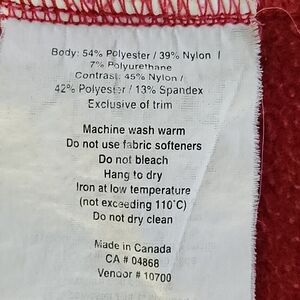 Body: 54% Polyester / 39% Nylon /
7% Polyurethane
Contrast: 45% Nylon /
42% Polyester / 13% Spandex
Exclusive of trim
Machine wash warm
Do not use fabric softeners
Do not bleach
Hang to dry
Iron at low temperature
(not exceeding 110°C)
Do not dry clean
Made in Canada
CA # 04868
Vendor # 10700